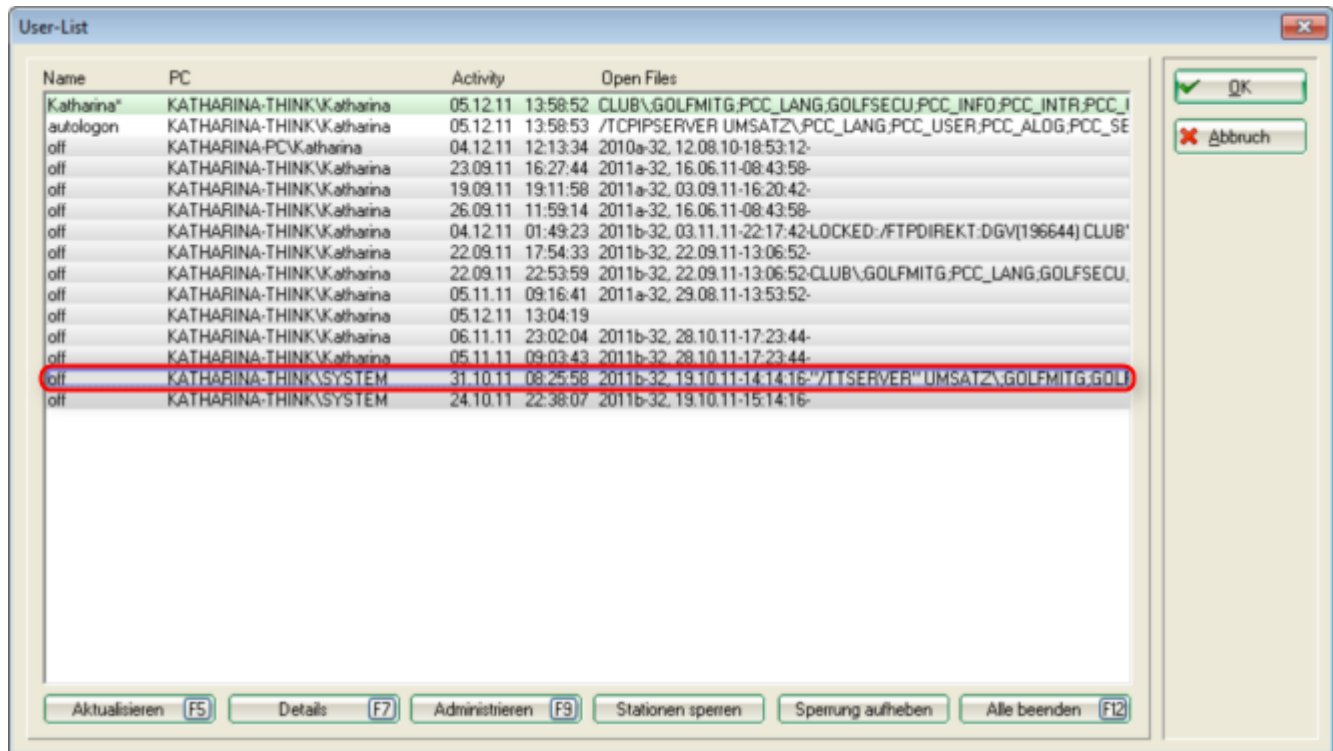 User-List
Name PC Activity Open Files
Katharina* KATHARINA-THINK\Katharina 05.12.11 13:58:52 CLUB\;GOLFMITG;PCC_LANG;GOLFSECU;PCC_INFO;PCC_INTR;PCC_
autologon KATHARINA-THINK\Katharina 05.12.11 13:58:53 /TCPIPSERVER UMSATZ\;PCC_LANG;PCC_USER;PCC_ALOG;PCC_SE
off KATHARINA-PC\Katharina 04.12.11 12:13:34 2010a-32, 12.08.10-18:53:12-
off KATHARINA-THINK\Katharina 23.09.11 16:27:44 2011a-32, 16.06.11-08:43:58-
off KATHARINA-THINK\Katharina 19.09.11 19:11:58 2011a-32, 03.09.11-16:20:42-
off KATHARINA-THINK\Katharina 26.09.11 11:59:14 2011a-32, 16.06.11-08:43:58-
off KATHARINA-THINK\Katharina 04.12.11 01:49:23 2011b-32, 03.11.11-22:17:42-LOCKED:/FTPDIREKT:DGV(196644) CLUB'
off KATHARINA-THINK\Katharina 22.09.11 17:54:33 2011b-32, 22.09.11-13:06:52-
off KATHARINA-THINK\Katharina 22.09.11 22:53:59 2011b-32, 22.09.11-13:06:52-CLUB\;GOLFMITG;PCC_LANG;GOLFSECU,
off KATHARINA-THINK\Katharina 05.11.11 09:16:41 2011a-32, 29.08.11-13:53:52-
off KATHARINA-THINK\Katharina 05.12.11 13:04:19
off KATHARINA-THINK\Katharina 06.11.11 23:02:04 2011b-32, 28.10.11-17:23:44-
off KATHARINA-THINK\Katharina 05.11.11 09:03:43 2011b-32, 28.10.11-17:23:44-
off KATHARINA-THINK\SYSTEM 31.10.11 08:25:58 2011b-32, 19.10.11-14:14:16-"/TTSERVER" UMSATZ\;GOLFMITG;GOLF
off KATHARINA-THINK\SYSTEM 24.10.11 22:38:07 2011b-32, 19.10.11-15:14:16-
OK
Abbruch
Aktualisieren F5 Details F7 Administrieren F9 Stationen sperren Sperrung aufheben Alle beenden F12